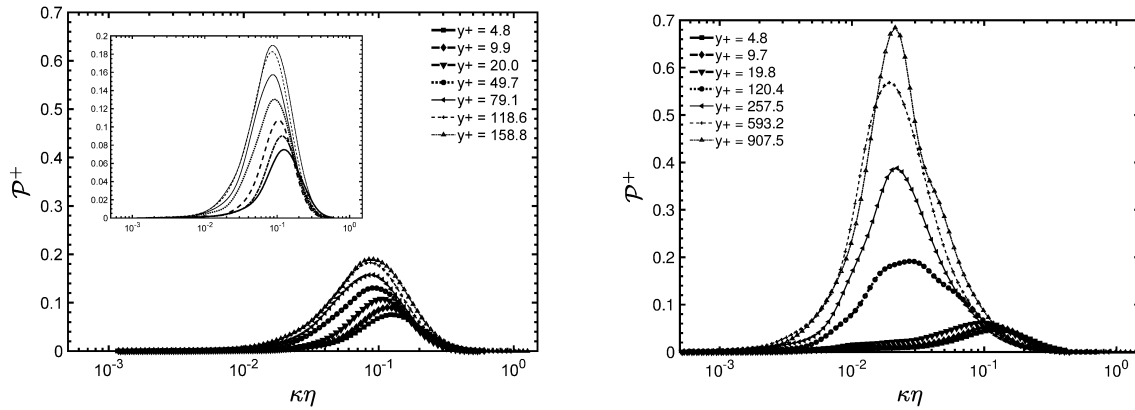 0.7
0.6
0.5
0.4
0.3
0.2
0.1
0
P+
10-3
10-2
10-1
100
κη
0.2
0.18
0.16
0.14
0.12
0.1
0.08
0.06
0.04
0.02
0
10-3
10-2
10-1
100
y+ = 4.8
y+ = 9.9
y+ = 20.0
y+ = 49.7
y+ = 79.1
y+ = 118.6
y+ = 158.8
0.7
0.6
0.5
0.4
0.3
0.2
0.1
0
P+
10-3
10-2
10-1
100
κη
y+ = 4.8
y+ = 9.7
y+ = 19.8
y+ = 120.4
y+ = 257.5
y+ = 593.2
y+ = 907.5